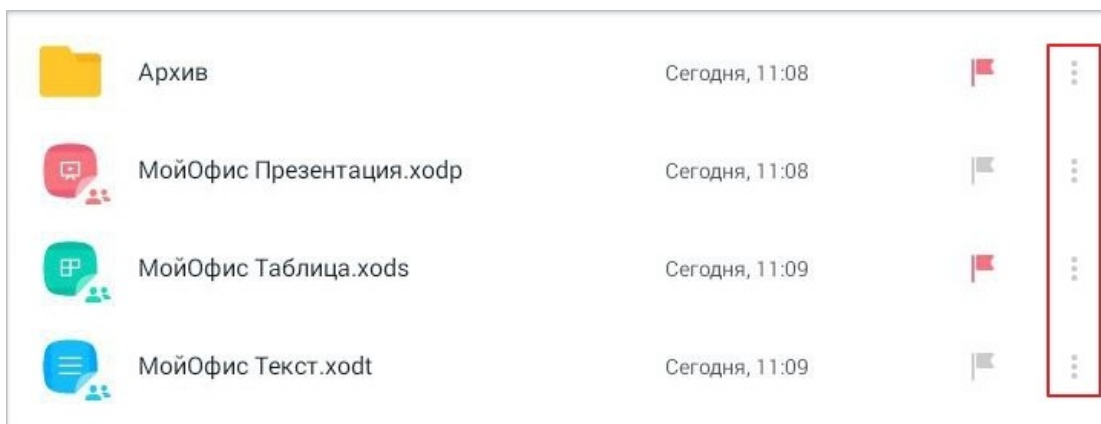 Архив Сегодня, 11:08
МойОфис Презентация.xodp Сегодня, 11:08
МойОфис Таблица.xods Сегодня, 11:09
МойОфис Текст.xodt Сегодня, 11:09